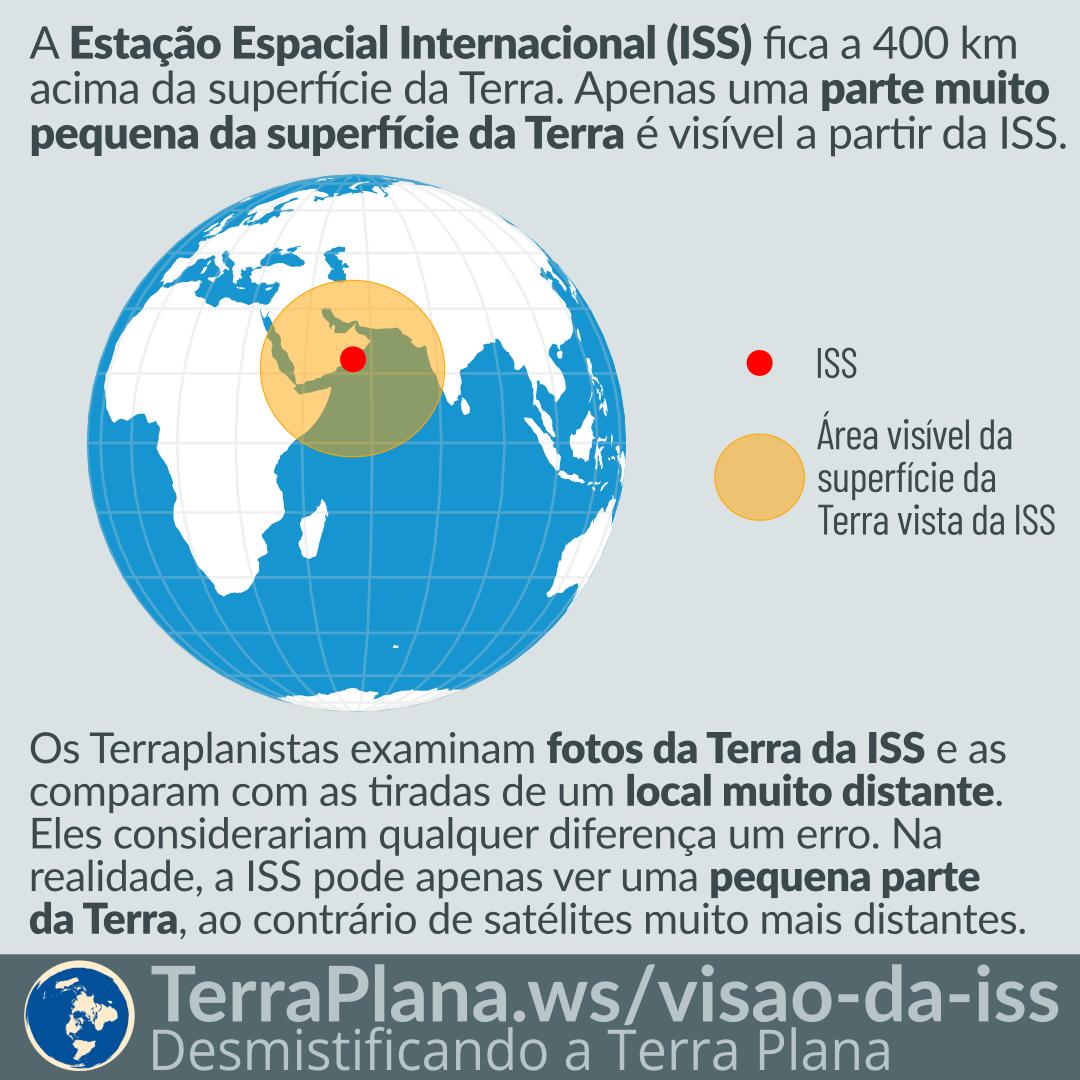 A Estação Espacial Internacional (ISS) fica a 400 km
acima da superfície da Terra. Apenas uma parte muito
pequena da superfície da Terra é visível a partir da ISS.
ISS
Área visível da
superfície da
Terra vista da ISS
Os Terraplanistas examinam fotos da Terra da ISS e as
comparam com as tiradas de um local muito distante.
Eles considerariam qualquer diferença um erro. Na
realidade, a ISS pode apenas ver uma pequena parte
da Terra, ao contrário de satélites muito mais distantes.
TerraPlana.ws/visao-da-iss
Desmistificando a Terra Plana